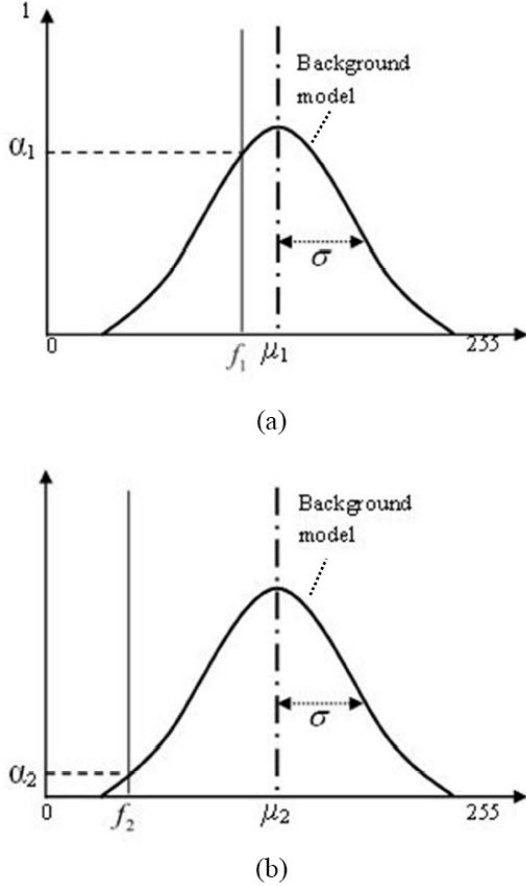 1
Background
model
α₁
σ
0
f₁
μ₁
255
(a)
Background
model
σ
α₂
0
f₂
μ₂
255
(b)